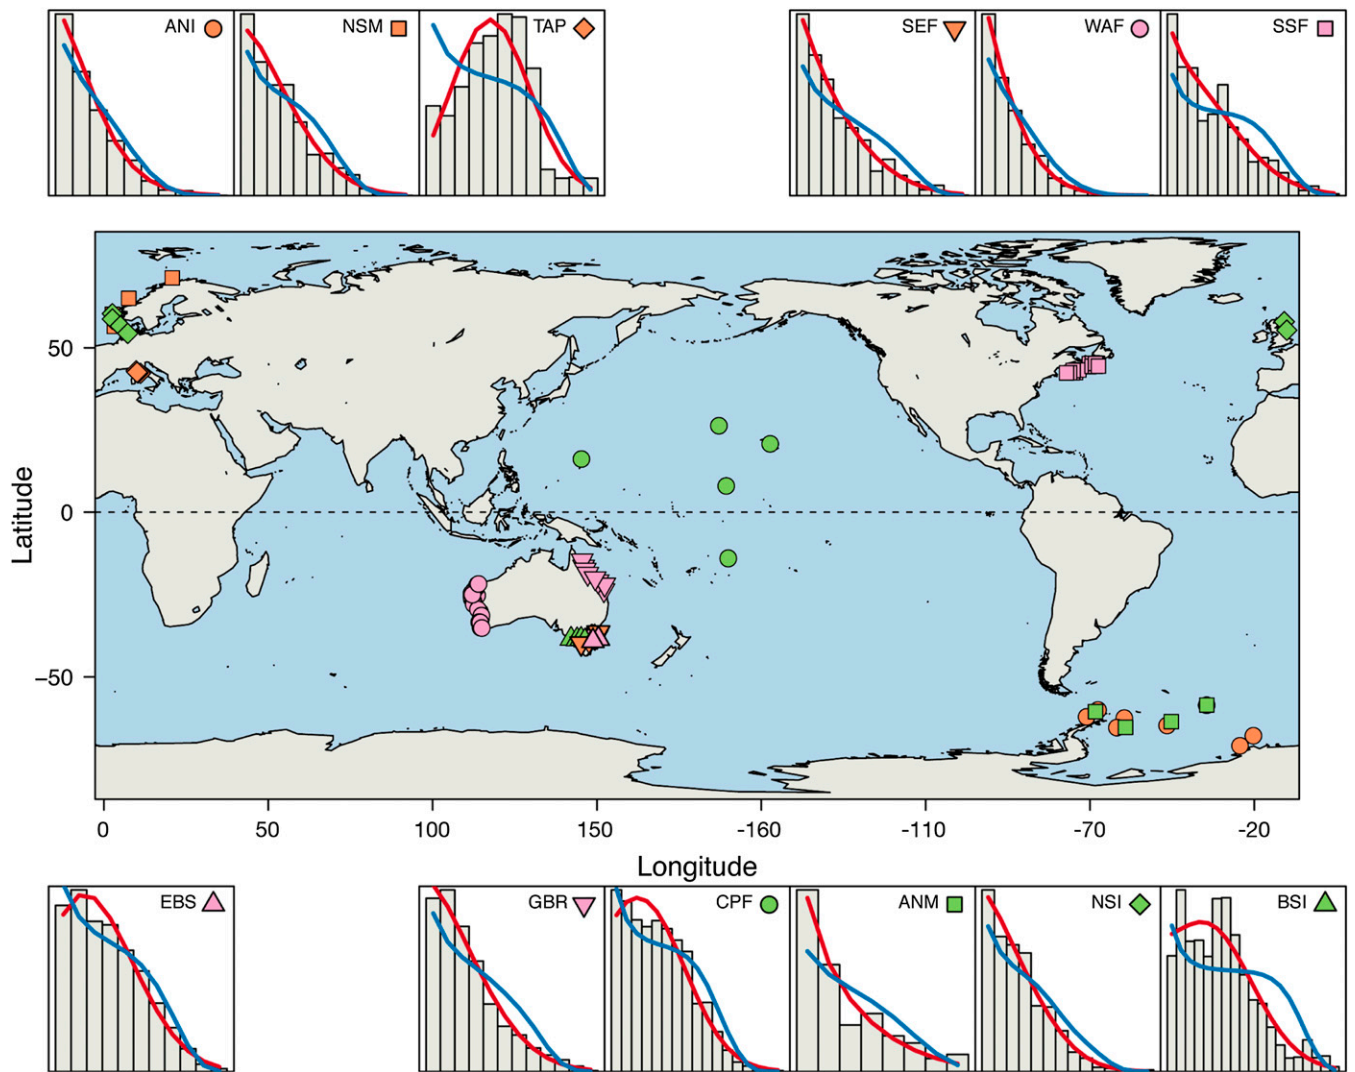 ANI NSM TAP SEF WAF SSF
Latitude
50
0
−50
0 50 100 150 -160 -110 -70 -20
Longitude
EBS GBR CPF ANM NSI BSI